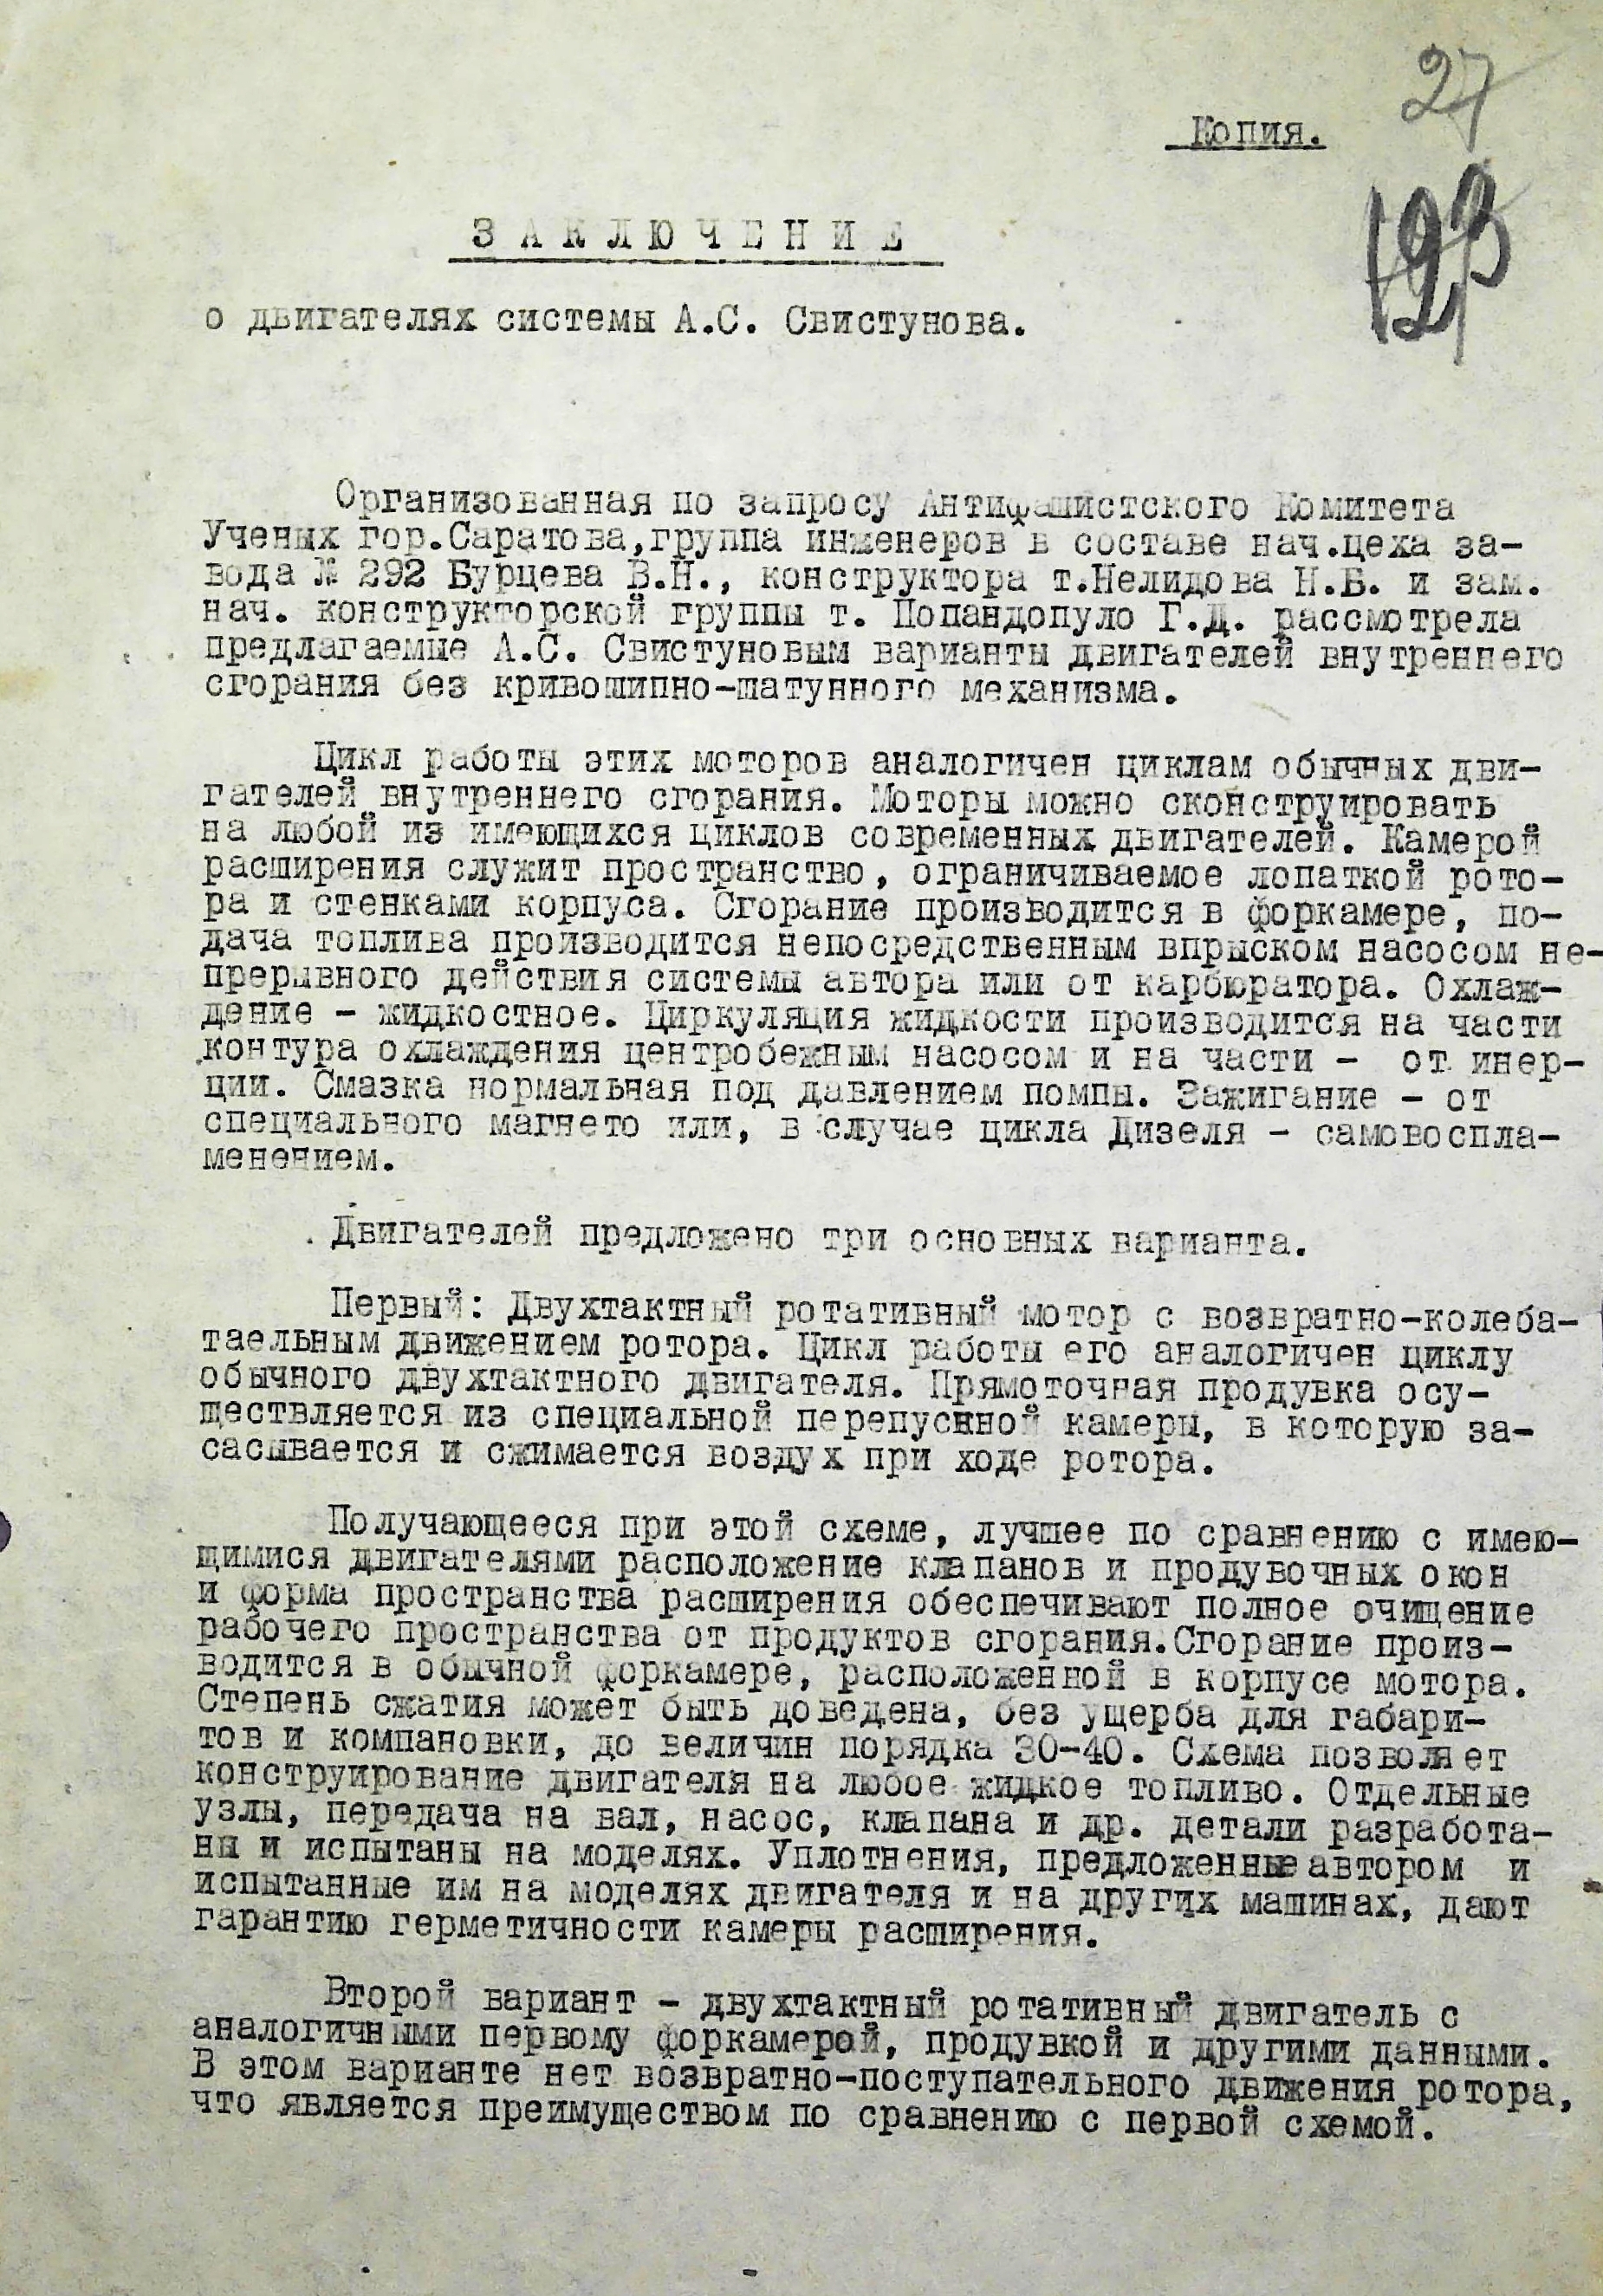 27
Копия.
123
ЗАКЛЮЧЕНИЕ
о двигателях системы А.С. Свистунова.
Организованная по запросу Антифашистского Комитета
Ученых гор.Саратова,группа инженеров в составе нач.цеха за-
вода № 292 Бурцева В.Н., конструктора т.Нелидова Н.Б. и зам.
нач. конструкторской группы т. Попандопуло Г.Д. рассмотрела
предлагаемые А.С. Свистуновым варианты двигателей внутреннего
сгорания без кривошипно-шатунного механизма.
Цикл работы этих моторов аналогичен циклам обычных дви-
гателей внутреннего сгорания. Моторы можно сконструировать
на любой из имеющихся циклов современных двигателей. Камерой
расширения служит пространство, ограничиваемое лопаткой рото-
ра и стенками корпуса. Сгорание производится в форкамере, по-
дача топлива производится непосредственным впрыском насосом не-
прерывного действия системы автора или от карбюратора. Охлаж-
дение - жидкостное. Циркуляция жидкости производится на части
контура охлаждения центробежным насосом и на части - от инер-
ции. Смазка нормальная под давлением помпы. Зажигание - от
специального магнето или, в случае цикла Дизеля - самовоспла-
менением.
Двигателей предложено три основных варианта.
Первый: Двухтактный ротативный мотор с возвратно-колеба-
таельным движением ротора. Цикл работы его аналогичен циклу
обычного двухтактного двигателя. Прямоточная продувка осу-
ществляется из специальной перепускной камеры, в которую за-
сасывается и сжимается воздух при ходе ротора.
Получающееся при этой схеме, лучшее по сравнению с имею-
щимися двигателями расположение клапанов и продувочных окон
и форма пространства расширения обеспечивают полное очищение
рабочего пространства от продуктов сгорания.Сгорание произ-
водится в обычной форкамере, расположенной в корпусе мотора.
Степень сжатия может быть доведена, без ущерба для габари-
тов и компановки, до величин порядка 30-40. Схема позволяет
конструирование двигателя на любое жидкое топливо. Отдельные
узлы, передача на вал, насос, клапана и др. детали разработа-
ны и испытаны на моделях. Уплотнения, предложенные автором и
испытанные им на моделях двигателя и на других машинах, дают
гарантию герметичности камеры расширения.
Второй вариант - двухтактный ротативный двигатель с
аналогичными первому форкамерой, продувкой и другими данными.
В этом варианте нет возвратно-поступательного движения ротора,
что является преимуществом по сравнению с первой схемой.